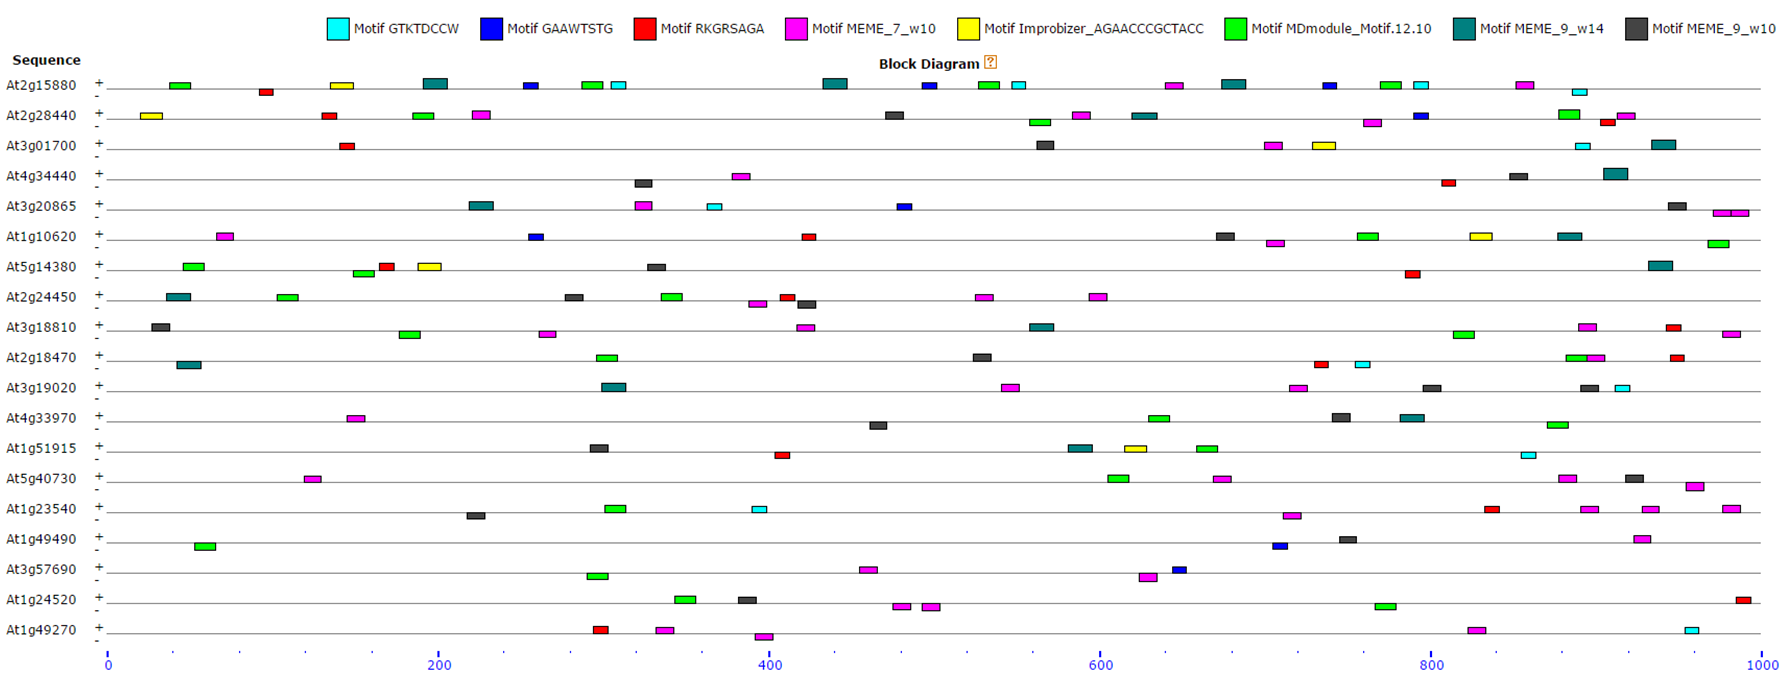 Motif GTKTDCCW Motif GAAWTSTG Motif RKGRSAGA Motif MEME_7_w10 Motif Improbizer_AGAACCCGCTACC Motif MDmodule_Motif.12.10 Motif MEME_9_w14 Motif MEME_9_w10
Sequence Block Diagram ?
At2g15880 + -
At2g28440 + -
At3g01700 + -
At4g34440 + -
At3g20865 + -
At1g10620 + -
At5g14380 + -
At2g24450 + -
At3g18810 + -
At2g18470 + -
At3g19020 + -
At4g33970 + -
At1g51915 + -
At5g40730 + -
At1g23540 + -
At1g49490 + -
At3g57690 + -
At1g24520 + -
At1g49270 + -
0 200 400 600 800 1000